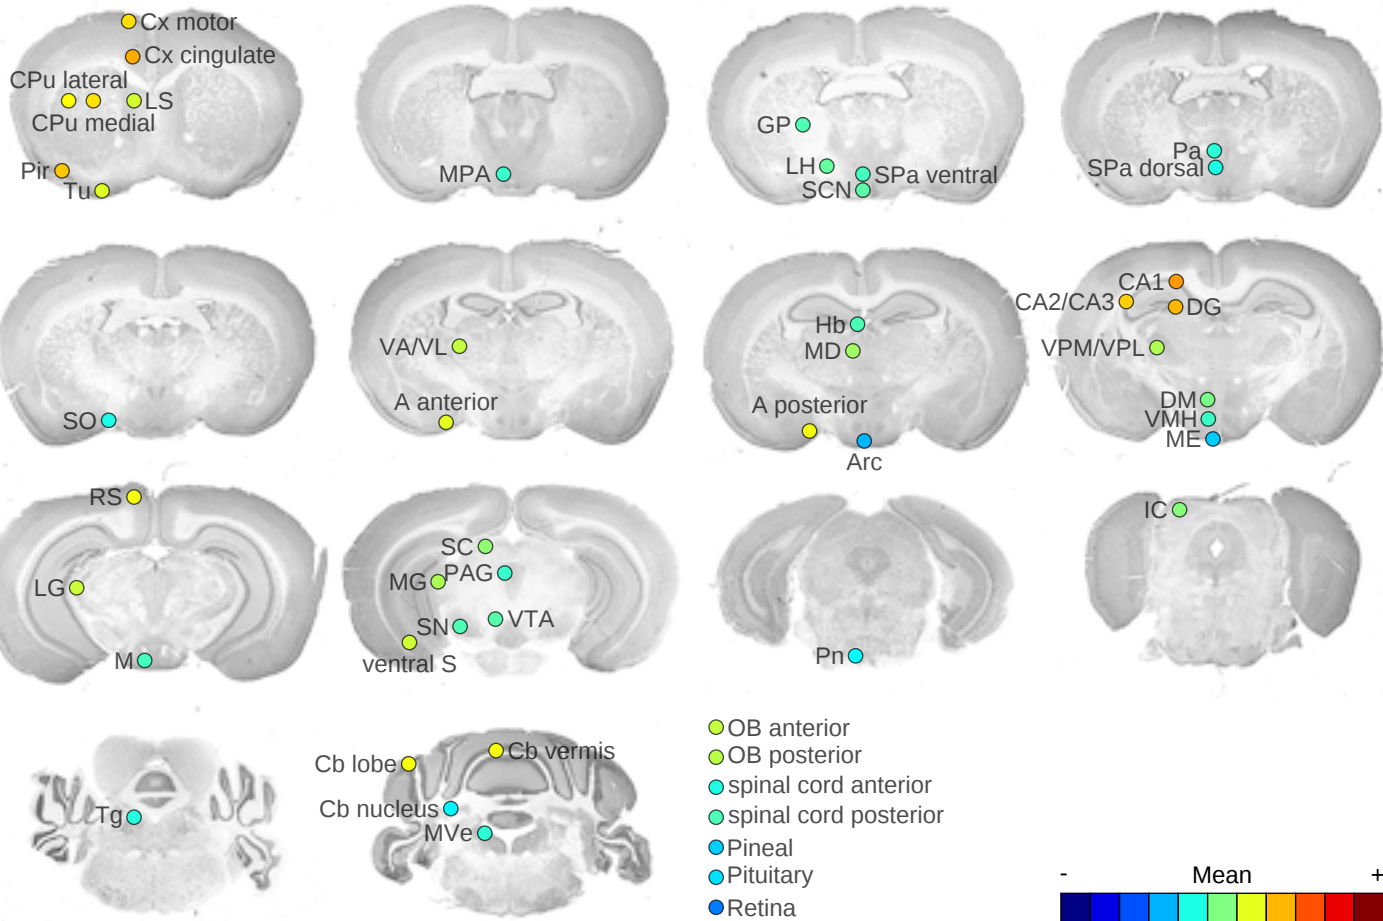 Cx motor
Cx cingulate
CPu lateral
LS
CPu medial
Pir
Tu
MPA
GP
LH
SPa ventral
SCN
Pa
SPa dorsal
SO
VA/VL
A anterior
Hb
MD
A posterior
Arc
CA1
CA2/CA3
DG
VPM/VPL
DM
VMH
ME
RS
LG
M
SC
PAG
MG
VTA
SN
ventral S
Pn
IC
Tg
Cb lobe
Cb vermis
Cb nucleus
MVe
OB anterior
OB posterior
spinal cord anterior
spinal cord posterior
Pineal
Pituitary
Retina
- Mean +